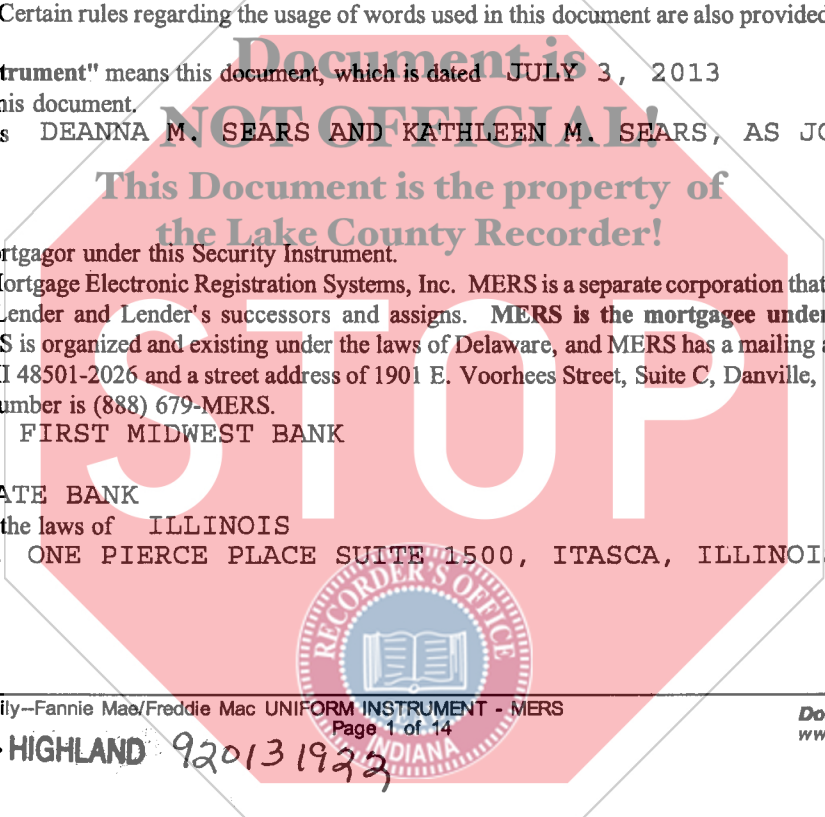 Certain rules regarding the usage of words used in this document are also provided
Document is
trument" means this document, which is dated JULY 3, 2013
his document.
NOT OFFICIAL!
s DEANNA M. SEARS AND KATHLEEN M. SEARS, AS JO
This Document is the property of
the Lake County Recorder!
rtgagor under this Security Instrument.
ortgage Electronic Registration Systems, Inc. MERS is a separate corporation that
Lender and Lender's successors and assigns. MERS is the mortgagee under
S is organized and existing under the laws of Delaware, and MERS has a mailing a
I 48501-2026 and a street address of 1901 E. Voorhees Street, Suite C, Danville,
umber is (888) 679-MERS.
STOP
FIRST MIDWEST BANK
ATE BANK
the laws of ILLINOIS
ONE PIERCE PLACE SUITE 1500, ITASCA, ILLINOIS
RECORDER'S OFFICE
ily--Fannie Mae/Freddie Mac UNIFORM INSTRUMENT - MERS
Do
Page 1 of 14
ww
INDIANA
HIGHLAND 920131922